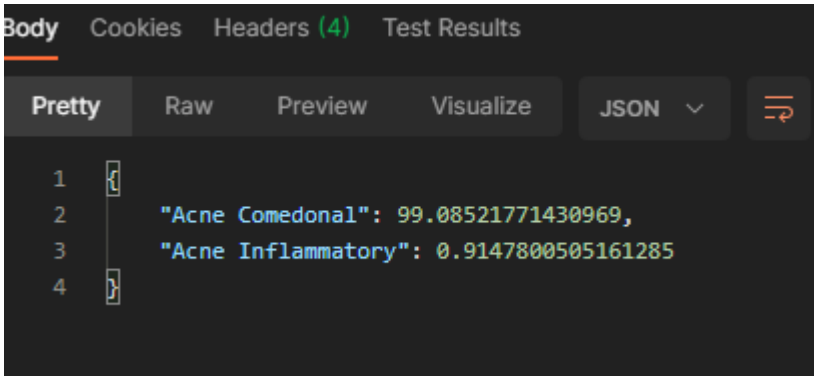 Body Cookies Headers (4) Test Results
Pretty Raw Preview Visualize JSON
1 {
2 "Acne Comedonal": 99.08521771430969,
3 "Acne Inflammatory": 0.9147800505161285
4 }